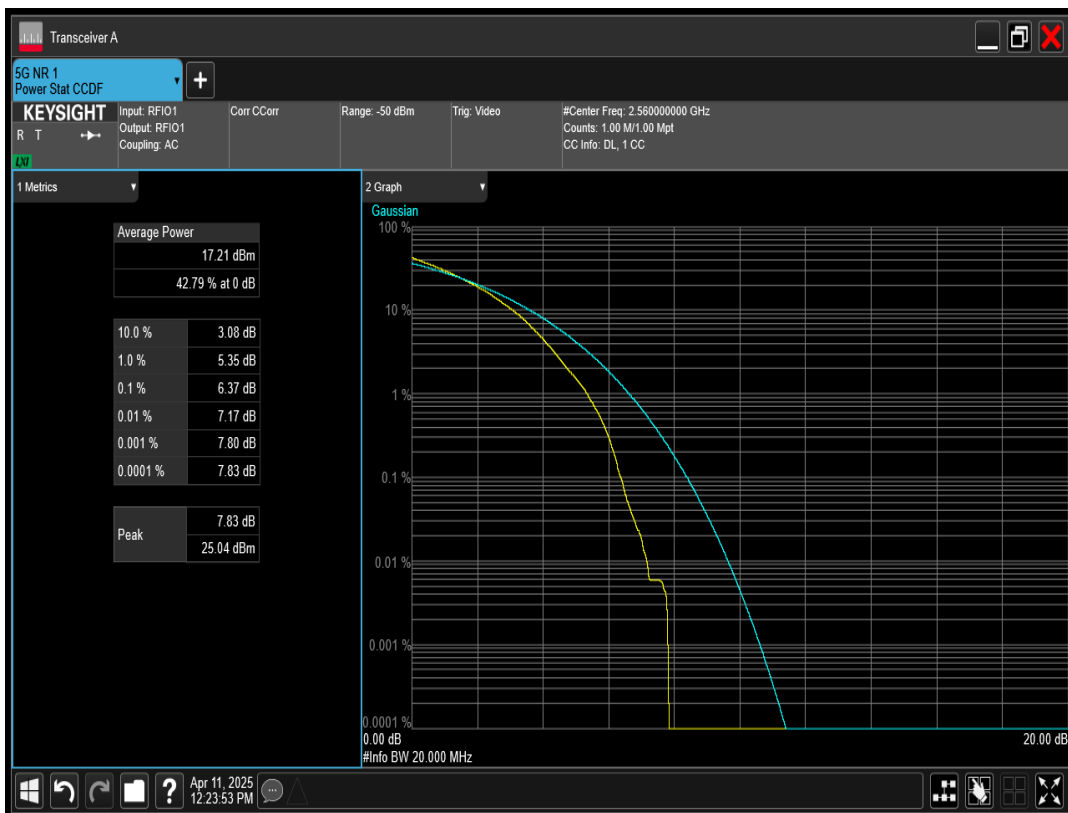 Transceiver A
5G NR 1
Power Stat CCDF
+
KEYSIGHT
R T
LXI
Input: RFIO1
Output: RFIO1
Coupling: AC
Corr CCorr
Range: -50 dBm
Trig: Video
#Center Freq: 2.560000000 GHz
Counts: 1.00 M/1.00 Mpt
CC Info: DL, 1 CC
1 Metrics
Average Power
17.21 dBm
42.79 % at 0 dB
10.0 % 3.08 dB
1.0 % 5.35 dB
0.1 % 6.37 dB
0.01 % 7.17 dB
0.001 % 7.80 dB
0.0001 % 7.83 dB
Peak
7.83 dB
25.04 dBm
2 Graph
Gaussian
100 %
10 %
1 %
0.1 %
0.01 %
0.001 %
0.0001 %
0.00 dB 20.00 dB
#Info BW 20.000 MHz
?
Apr 11, 2025
12:23:53 PM